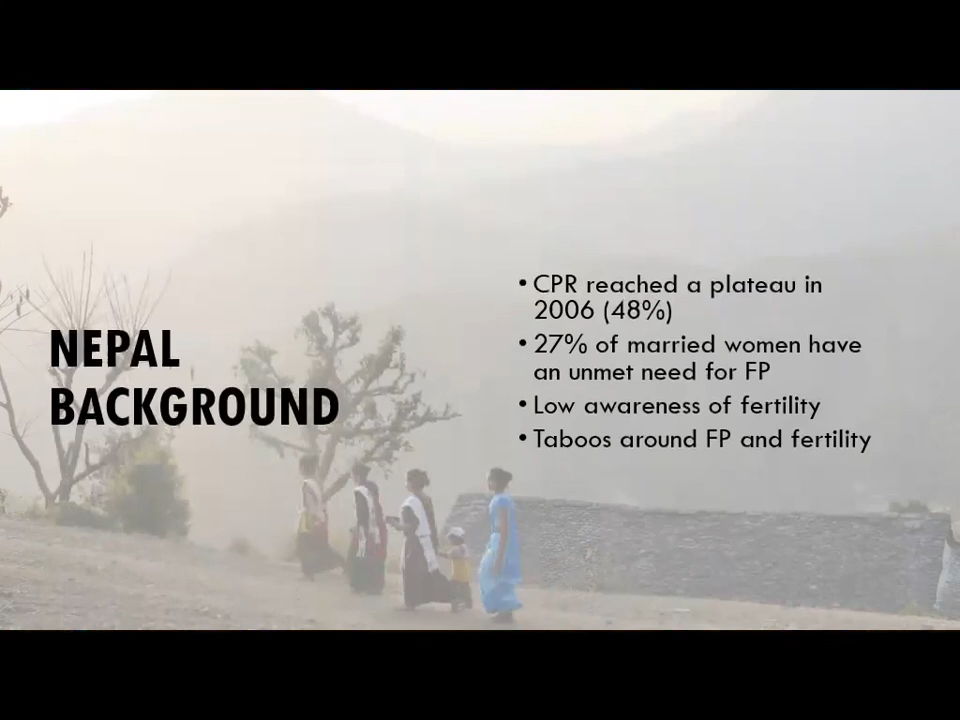 NEPAL
BACKGROUND
• CPR reached a plateau in
2006 (48%)
• 27% of married women have
an unmet need for FP
• Low awareness of fertility
• Taboos around FP and fertility